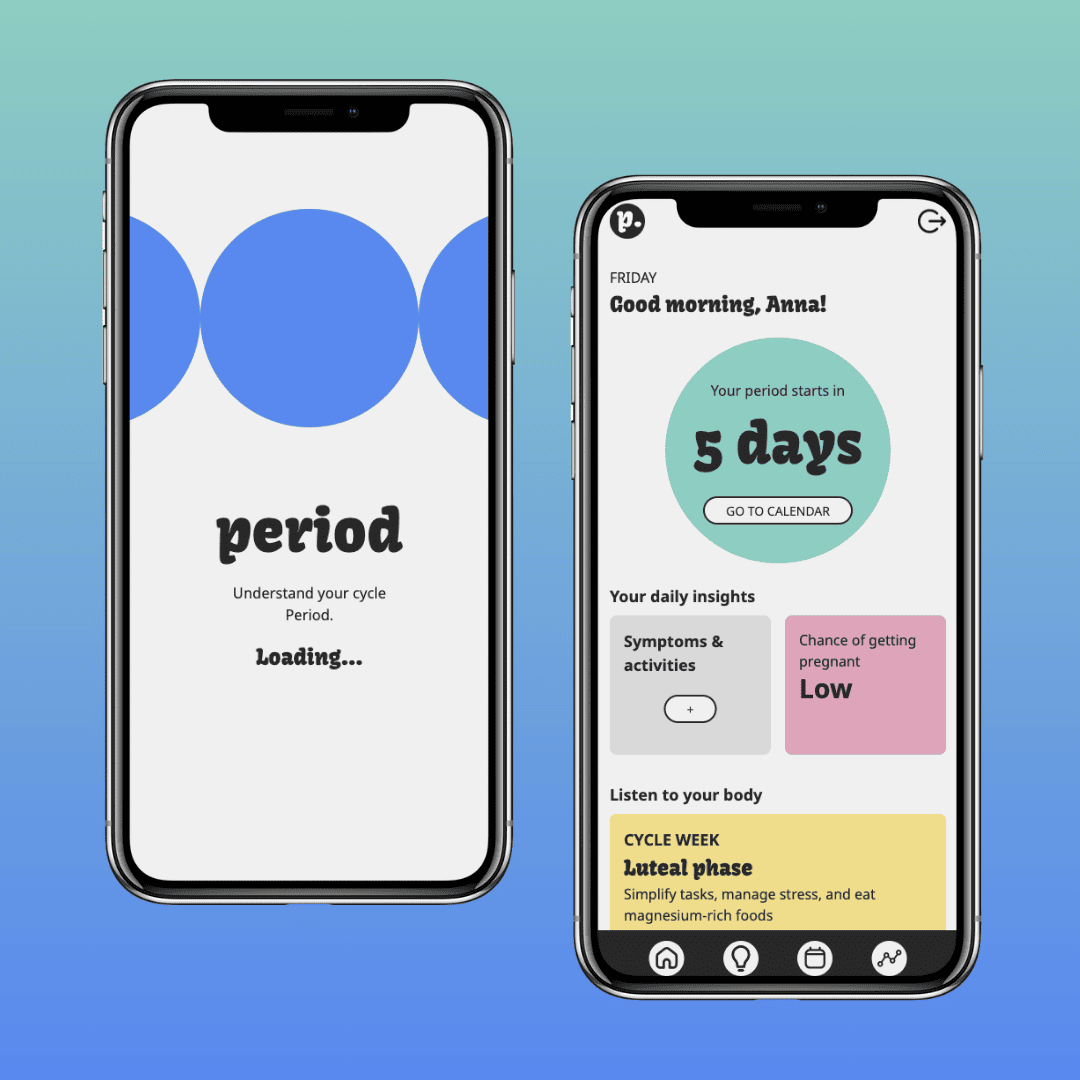 period
Understand your cycle
Period.
Loading...
p.
FRIDAY
Good morning, Anna!
Your period starts in
5 days
GO TO CALENDAR
Your daily insights
Symptoms &
activities
+
Chance of getting
pregnant
Low
Listen to your body
CYCLE WEEK
Luteal phase
Simplify tasks, manage stress, and eat
magnesium-rich foods